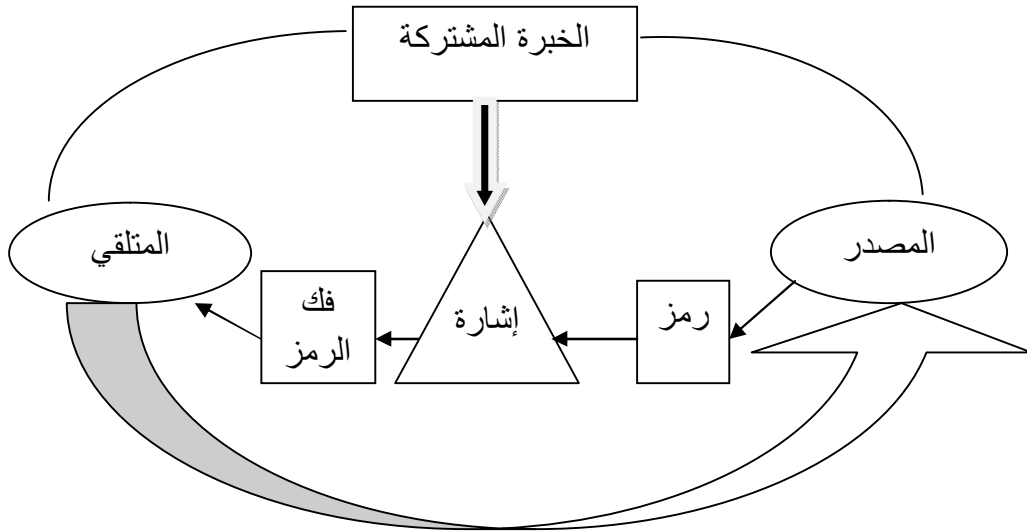 الخبرة المشتركة
المصدر
رمز
إشارة
فك
الرمز
المتلقي